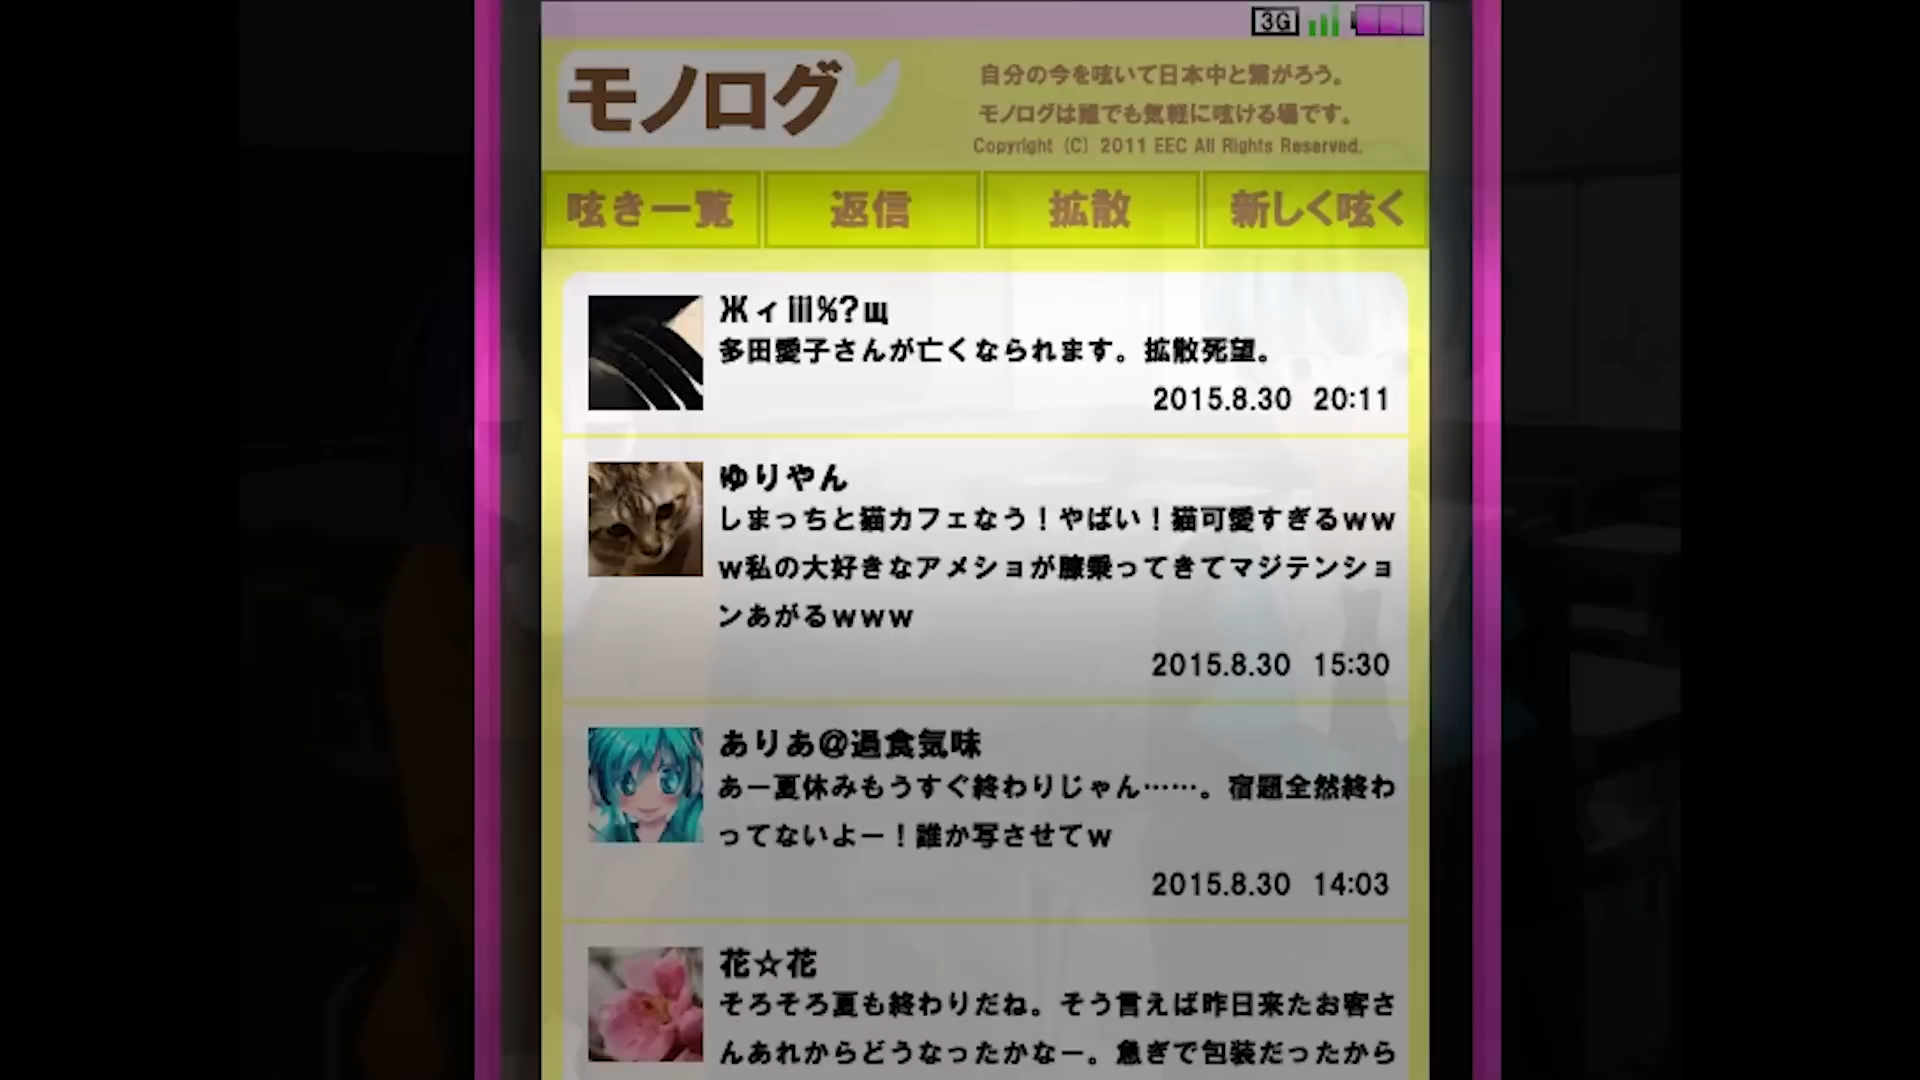 3G
モノログ
自分の今を呟いて日本中と繋がろう。
モノログは誰でも気軽に呟ける場です。
Copyright (C) 2011 EEC All Rights Reserved.
呟き一覧 返信 拡散 新しく呟く
Жィⅲ%?щ
多田愛子さんが亡くなられます。拡散死望。
2015.8.30 20:11
ゆりやん
しまっちと猫カフェなう！やばい！猫可愛すぎるｗｗ
ｗ私の大好きなアメショが膝乗ってきてマジテンショ
ンあがるｗｗｗ
2015.8.30 15:30
ありあ@過食気味
あー夏休みもうすぐ終わりじゃん……。宿題全然終わ
ってないよー！誰か写させてｗ
2015.8.30 14:03
花☆花
そろそろ夏も終わりだね。そう言えば昨日来たお客さ
んあれからどうなったかなー。急ぎで包装だったから